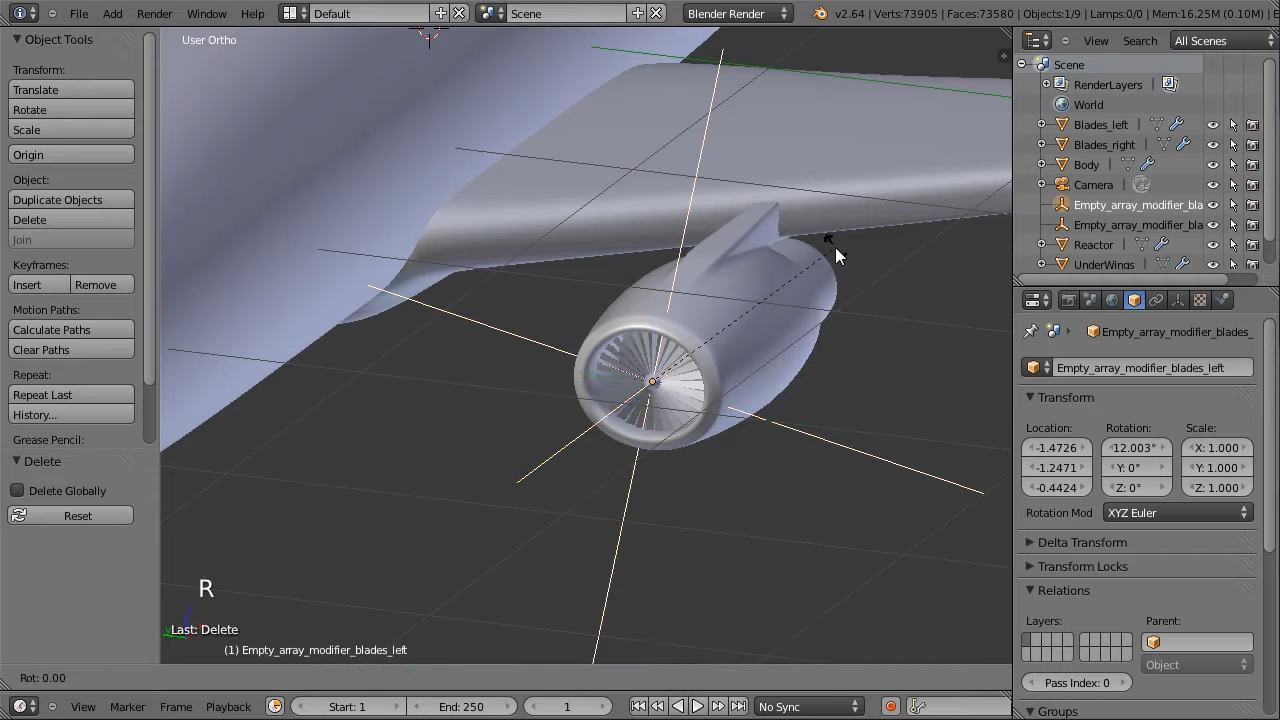 File Add Render Window Help Default Scene Blender Render v2.64 | Verts:73905 | Faces:73580 | Objects:1/9 | Lamps:0/0 | Mem:16.25M (0.10M) | E
Object Tools
Transform:
Translate
Rotate
Scale
Origin
Object:
Duplicate Objects
Delete
Join
Keyframes:
Insert Remove
Motion Paths:
Calculate Paths
Clear Paths
Repeat:
Repeat Last
History...
Grease Pencil:
Delete
Delete Globally
Reset
User Ortho
R
Last: Delete
(1) Empty_array_modifier_blades_left
Rot: 0.00
View Marker Frame Playback Start: 1 End: 250 1 No Sync
View Search All Scenes
Scene
RenderLayers
World
Blades_left
Blades_right
Body
Camera
Empty_array_modifier_bla
Empty_array_modifier_bla
Reactor
UnderWings
Empty_array_modifier_blades_
Empty_array_modifier_blades_left
Transform
Location: Rotation: Scale:
-1.4726 12.003° X: 1.000
-1.2471 Y: 0° Y: 1.000
-0.4424 Z: 0° Z: 1.000
Rotation Mod XYZ Euler
Delta Transform
Transform Locks
Relations
Layers: Parent:
Object
Pass Index: 0
Groups